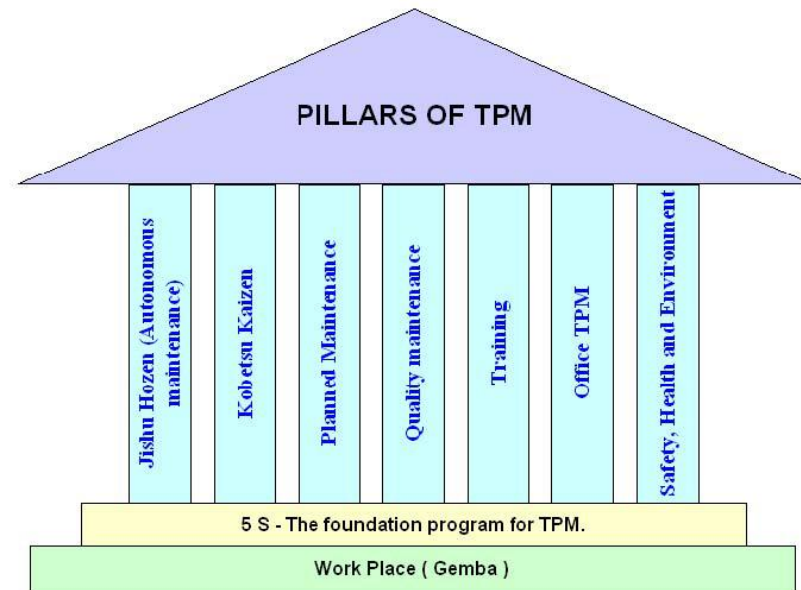 PILLARS OF TPM
Jishu Hozen (Autonomous
maintenance)
Kobetsu Kaizen
Planned Maintenance
Quality maintenance
Training
Office TPM
Safety, Health and Environment
5 S - The foundation program for TPM.
Work Place ( Gemba )